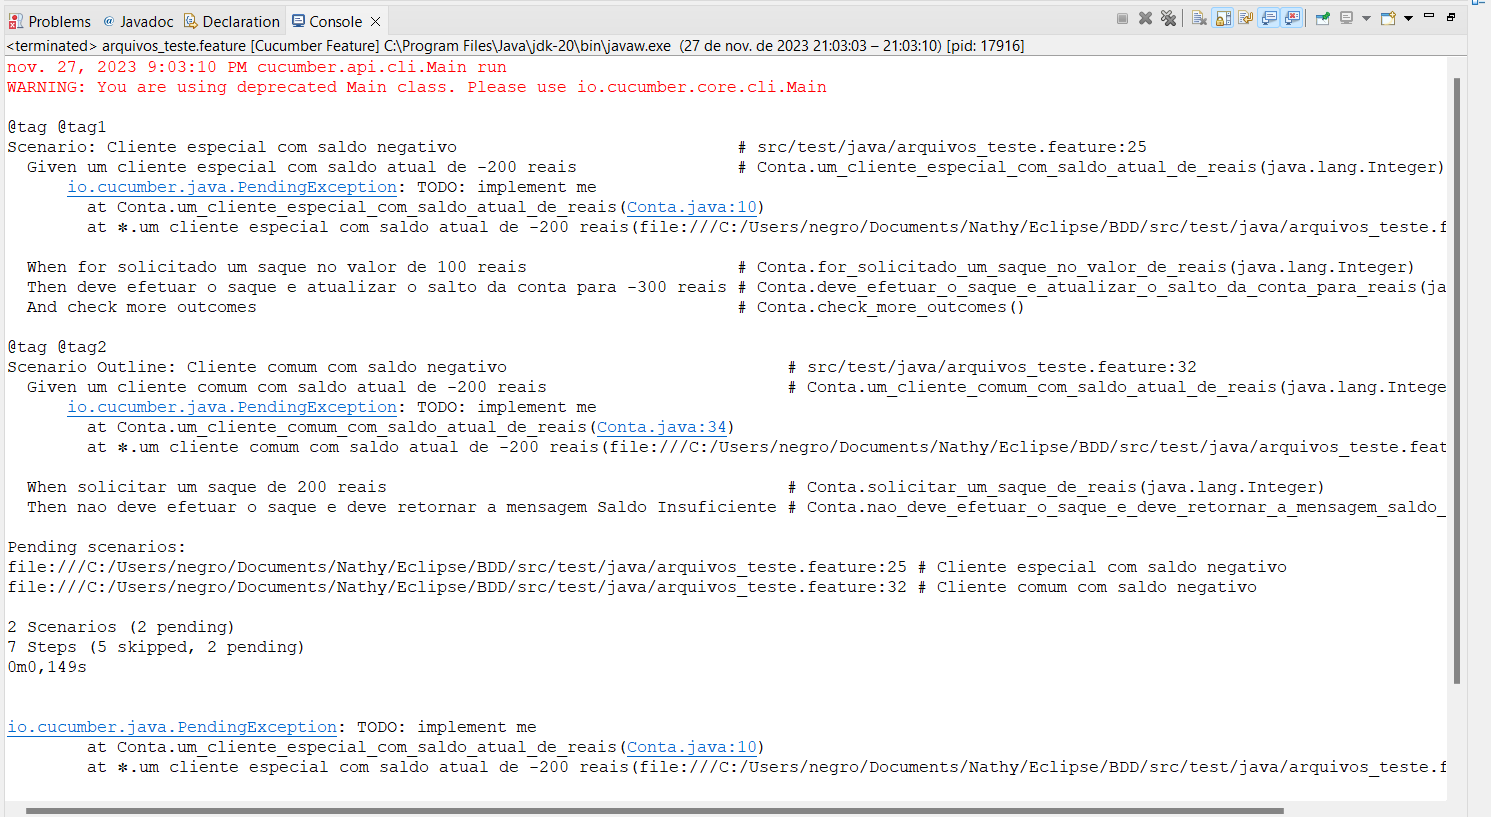 Problems @ Javadoc Declaration Console
<terminated> arquivos_teste.feature [Cucumber Feature] C:\Program Files\Java\jdk-20\bin\javaw.exe (27 de nov. de 2023 21:03:03 – 21:03:10) [pid: 17916]
nov. 27, 2023 9:03:10 PM cucumber.api.cli.Main run
WARNING: You are using deprecated Main class. Please use io.cucumber.core.cli.Main
@tag @tag1
Scenario: Cliente especial com saldo negativo # src/test/java/arquivos_teste.feature:25
Given um cliente especial com saldo atual de -200 reais # Conta.um_cliente_especial_com_saldo_atual_de_reais(java.lang.Integer)
io.cucumber.java.PendingException: TODO: implement me
at Conta.um_cliente_especial_com_saldo_atual_de_reais(Conta.java:10)
at *.um cliente especial com saldo atual de -200 reais(file:///C:/Users/negro/Documents/Nathy/Eclipse/BDD/src/test/java/arquivos_teste.f
When for solicitado um saque no valor de 100 reais # Conta.for_solicitado_um_saque_no_valor_de_reais(java.lang.Integer)
Then deve efetuar o saque e atualizar o salto da conta para -300 reais # Conta.deve_efetuar_o_saque_e_atualizar_o_salto_da_conta_para_reais(ja
And check more outcomes # Conta.check_more_outcomes()
@tag @tag2
Scenario Outline: Cliente comum com saldo negativo # src/test/java/arquivos_teste.feature:32
Given um cliente comum com saldo atual de -200 reais # Conta.um_cliente_comum_com_saldo_atual_de_reais(java.lang.Intege
io.cucumber.java.PendingException: TODO: implement me
at Conta.um_cliente_comum_com_saldo_atual_de_reais(Conta.java:34)
at *.um cliente comum com saldo atual de -200 reais(file:///C:/Users/negro/Documents/Nathy/Eclipse/BDD/src/test/java/arquivos_teste.feat
When solicitar um saque de 200 reais # Conta.solicitar_um_saque_de_reais(java.lang.Integer)
Then nao deve efetuar o saque e deve retornar a mensagem Saldo Insuficiente # Conta.nao_deve_efetuar_o_saque_e_deve_retornar_a_mensagem_saldo_
Pending scenarios:
file:///C:/Users/negro/Documents/Nathy/Eclipse/BDD/src/test/java/arquivos_teste.feature:25 # Cliente especial com saldo negativo
file:///C:/Users/negro/Documents/Nathy/Eclipse/BDD/src/test/java/arquivos_teste.feature:32 # Cliente comum com saldo negativo
2 Scenarios (2 pending)
7 Steps (5 skipped, 2 pending)
0m0,149s
io.cucumber.java.PendingException: TODO: implement me
at Conta.um_cliente_especial_com_saldo_atual_de_reais(Conta.java:10)
at *.um cliente especial com saldo atual de -200 reais(file:///C:/Users/negro/Documents/Nathy/Eclipse/BDD/src/test/java/arquivos_teste.f